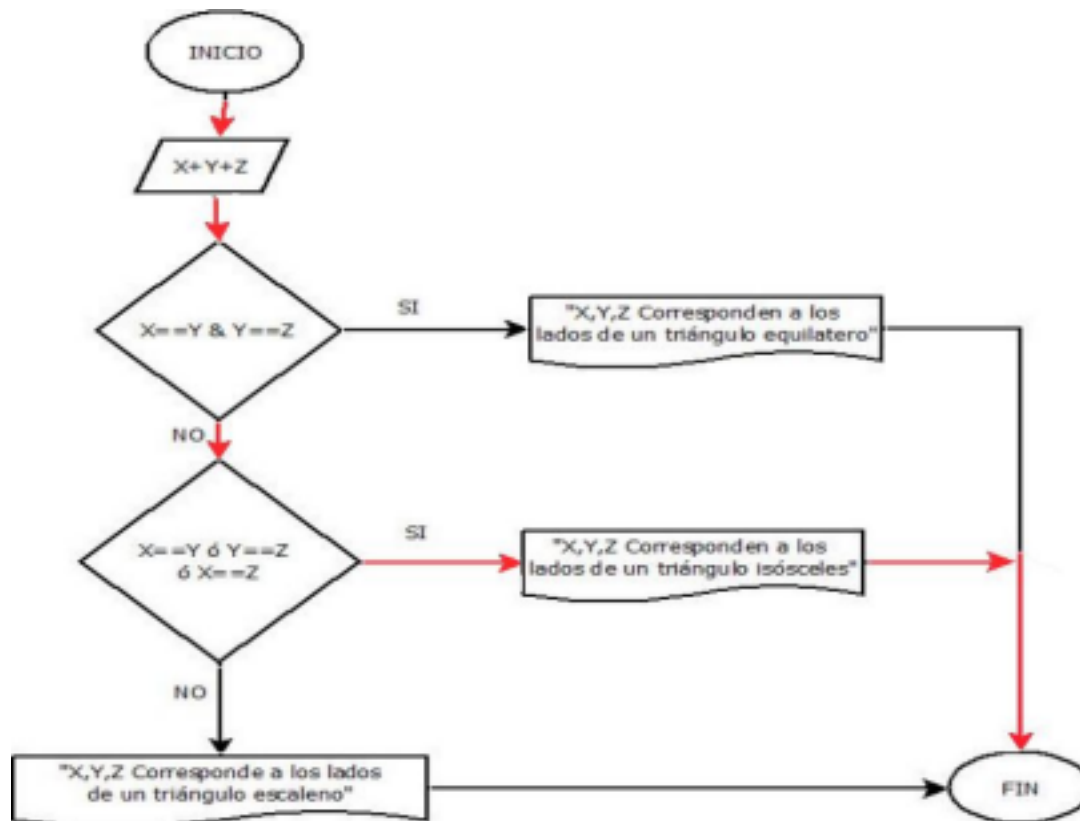 INICIO
X+Y+Z
X==Y & Y==Z
SI
"X,Y,Z Corresponden a los
lados de un triángulo equilatero"
NO
X==Y ó Y==Z
ó X==Z
SI
"X,Y,Z Corresponden a los
lados de un triángulo isósceles"
NO
"X,Y,Z Corresponde a los lados
de un triángulo escaleno"
FIN